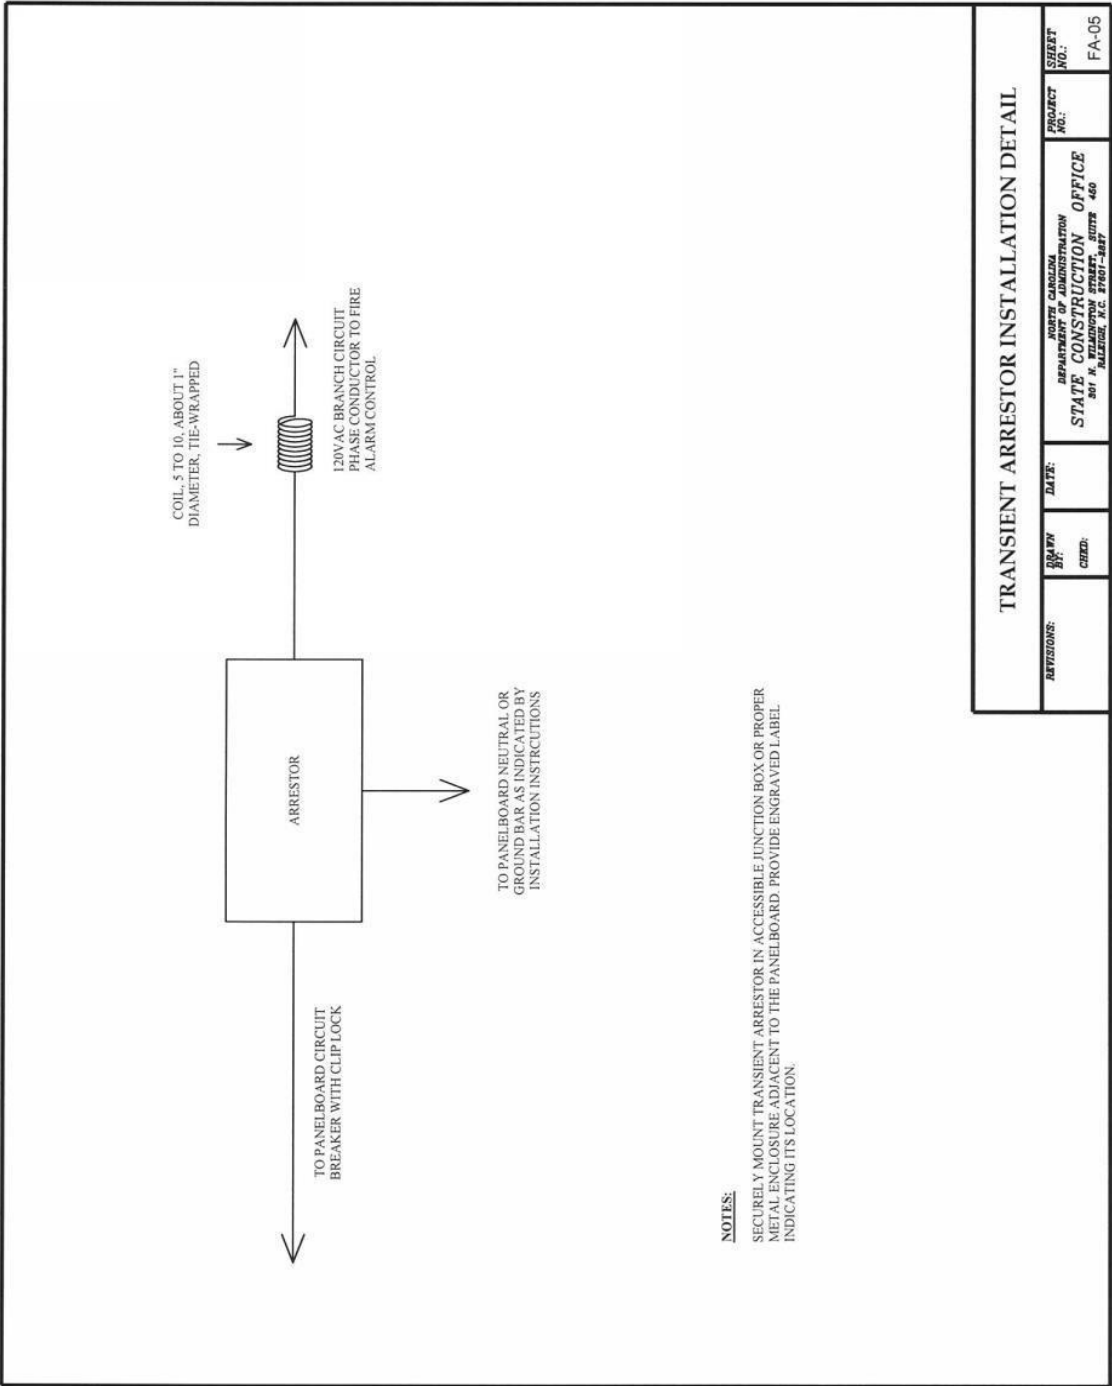 COIL, 5 TO 10, ABOUT 1"
DIAMETER, TIE-WRAPPED
120VAC BRANCH CIRCUIT
PHASE CONDUCTOR TO FIRE
ALARM CONTROL
ARRESTOR
TO PANELBOARD CIRCUIT
BREAKER WITH CLIP LOCK
TO PANELBOARD NEUTRAL OR
GROUND BAR AS INDICATED BY
INSTALLATION INSTRCUTIONS
NOTES:
SECURELY MOUNT TRANSIENT ARRESTOR IN ACCESSIBLE JUNCTION BOX OR PROPER
METAL ENCLOSURE ADJACENT TO THE PANELBOARD. PROVIDE ENGRAVED LABEL
INDICATING ITS LOCATION.
TRANSIENT ARRESTOR INSTALLATION DETAIL
REVISIONS:
DRAWN
BY:
CHKD:
DATE:
NORTH CAROLINA
DEPARTMENT OF ADMINISTRATION
STATE CONSTRUCTION OFFICE
301 N. WILMINGTON STREET, SUITE 450
RALEIGH, N.C. 27601-2827
PROJECT
NO.:
SHEET
NO.:
FA-05